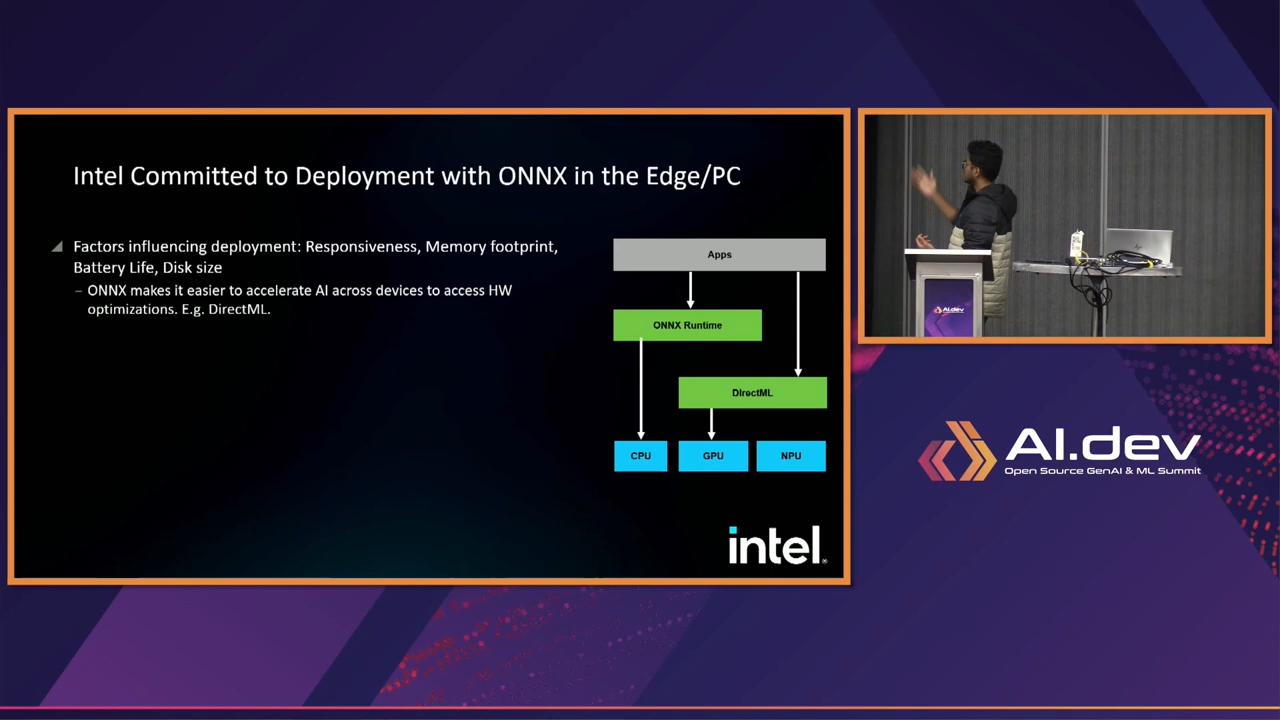 Intel Committed to Deployment with ONNX in the Edge/PC
Factors influencing deployment: Responsiveness, Memory footprint,
Battery Life, Disk size
– ONNX makes it easier to accelerate AI across devices to access HW
optimizations. E.g. DirectML.
Apps
ONNX Runtime
DirectML
CPU
GPU
NPU
intel®
AI.dev
AI.dev
Open Source GenAI & ML Summit